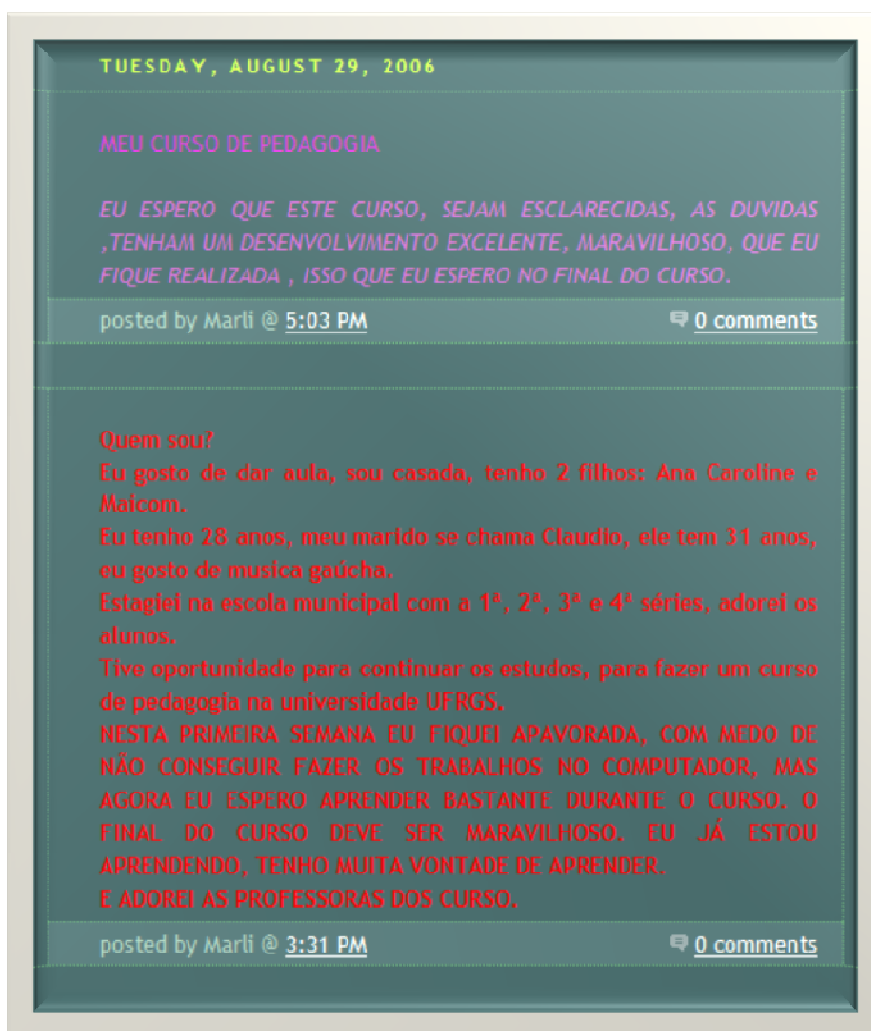 TUESDAY, AUGUST 29, 2006
MEU CURSO DE PEDAGOGIA
EU ESPERO QUE ESTE CURSO, SEJAM ESCLARECIDAS, AS DUVIDAS
,TENHAM UM DESENVOLVIMENTO EXCELENTE, MARAVILHOSO, QUE EU
FIQUE REALIZADA , ISSO QUE EU ESPERO NO FINAL DO CURSO.
posted by Marli @ 5:03 PM 0 comments
Quem sou?
Eu gosto de dar aula, sou casada, tenho 2 filhos: Ana Caroline e
Maicom.
Eu tenho 28 anos, meu marido se chama Claudio, ele tem 31 anos,
eu gosto de musica gaúcha.
Estagiei na escola municipal com a 1ª, 2ª, 3ª e 4ª séries, adorei os
alunos.
Tive oportunidade para continuar os estudos, para fazer um curso
de pedagogia na universidade UFRGS.
NESTA PRIMEIRA SEMANA EU FIQUEI APAVORADA, COM MEDO DE
NÃO CONSEGUIR FAZER OS TRABALHOS NO COMPUTADOR, MAS
AGORA EU ESPERO APRENDER BASTANTE DURANTE O CURSO. O
FINAL DO CURSO DEVE SER MARAVILHOSO. EU JÁ ESTOU
APRENDENDO, TENHO MUITA VONTADE DE APRENDER.
E ADOREI AS PROFESSORAS DOS CURSO.
posted by Marli @ 3:31 PM 0 comments